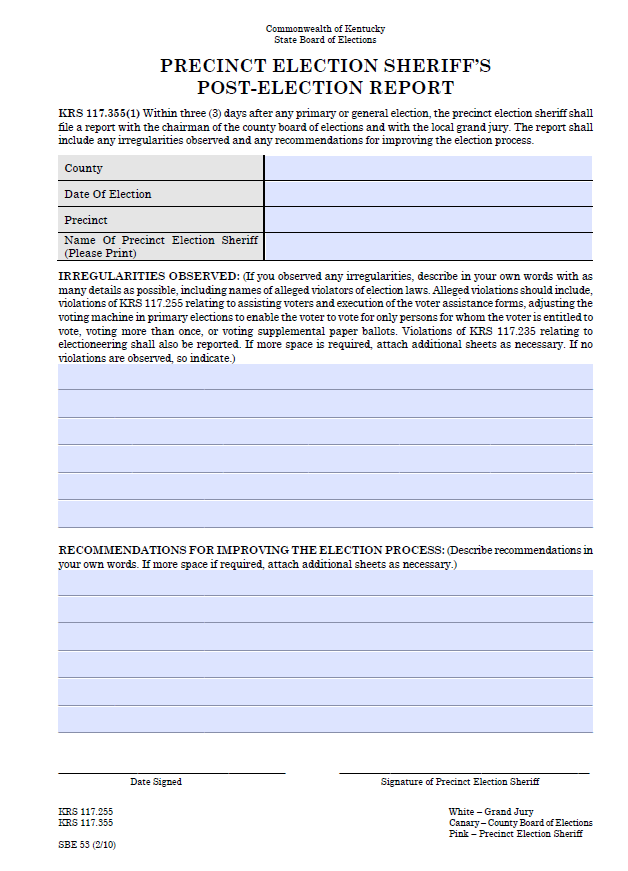 Commonwealth of Kentucky
State Board of Elections
PRECINCT ELECTION SHERIFF'S
POST-ELECTION REPORT
KRS 117.355(1) Within three (3) days after any primary or general election, the precinct election sheriff shall
file a report with the chairman of the county board of elections and with the local grand jury. The report shall
include any irregularities observed and any recommendations for improving the election process.
County
Date Of Election
Precinct
Name Of Precinct Election Sheriff
(Please Print)
IRREGULARITIES OBSERVED: (If you observed any irregularities, describe in your own words with as
many details as possible, including names of alleged violators of election laws. Alleged violations should include,
violations of KRS 117.255 relating to assisting voters and execution of the voter assistance forms, adjusting the
voting machine in primary elections to enable the voter to vote for only persons for whom the voter is entitled to
vote, voting more than once, or voting supplemental paper ballots. Violations of KRS 117.235 relating to
electioneering shall also be reported. If more space is required, attach additional sheets as necessary. If no
violations are observed, so indicate.)
RECOMMENDATIONS FOR IMPROVING THE ELECTION PROCESS: (Describe recommendations in
your own words. If more space if required, attach additional sheets as necessary.)
Date Signed
Signature of Precinct Election Sheriff
KRS 117.255
KRS 117.355
SBE 53 (2/10)
White – Grand Jury
Canary – County Board of Elections
Pink – Precinct Election Sheriff